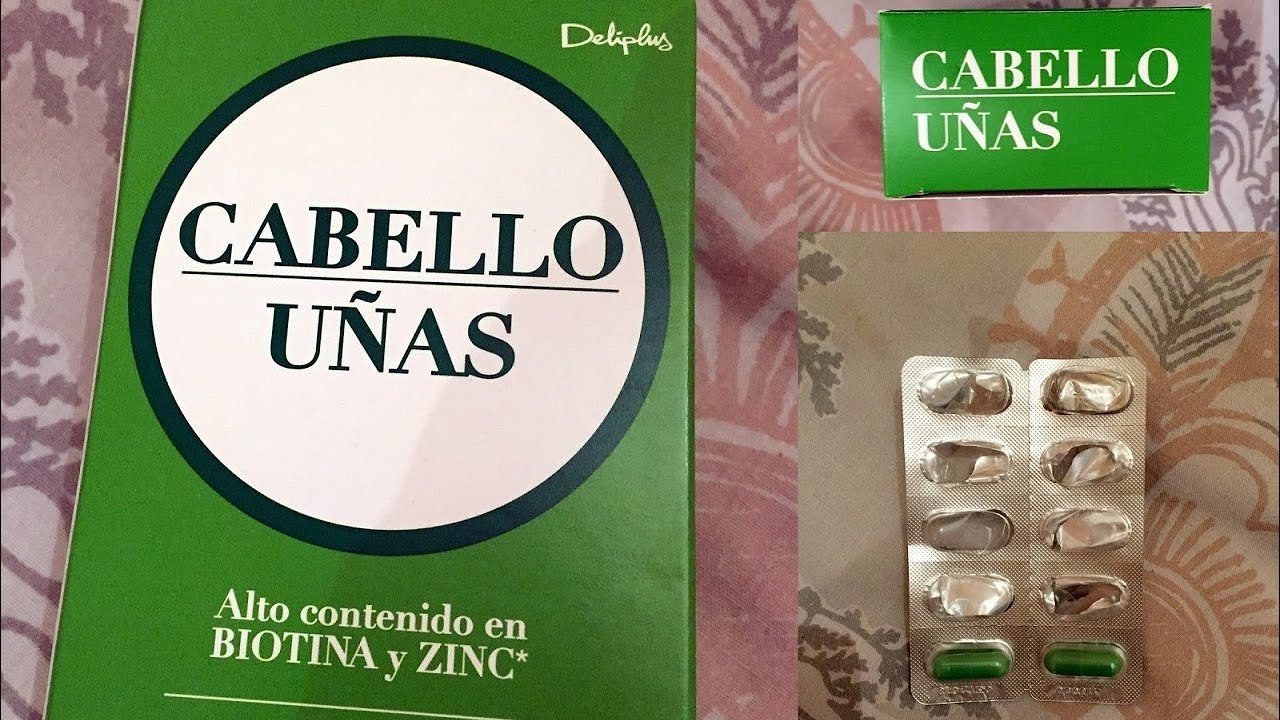 Deliplus
CABELLO
UÑAS
Alto contenido en
BIOTINA y ZINC*
CABELLO
UÑAS